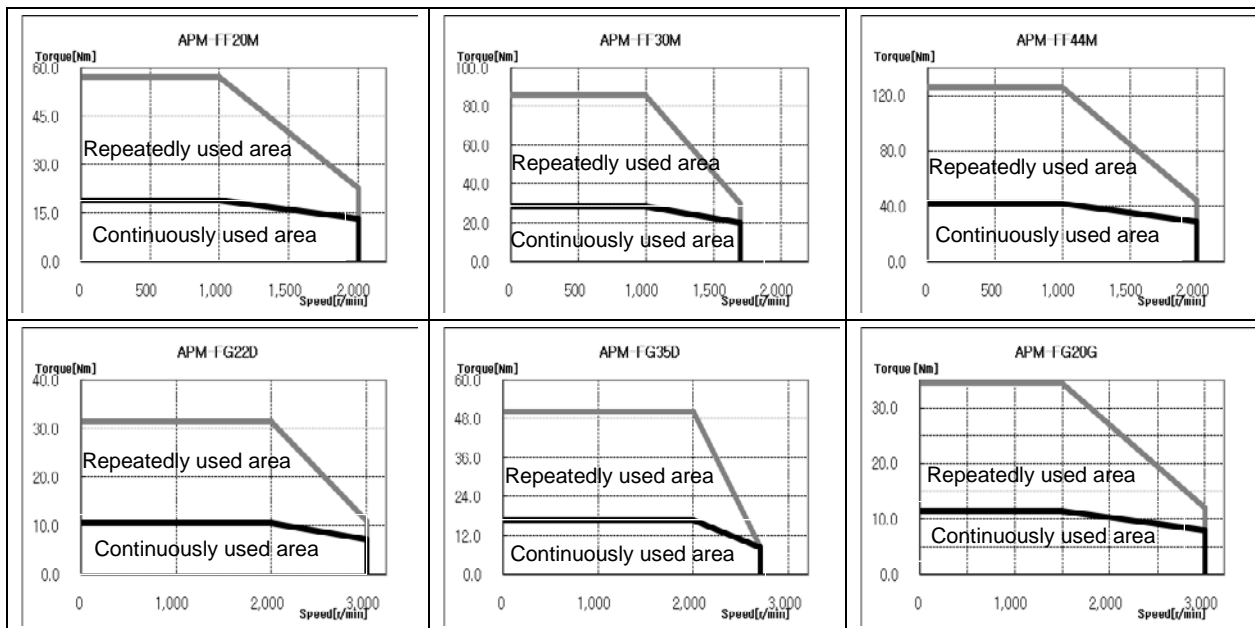 APM-FF20M
Torque[Nm]
60.0
45.0
Repeatedly used area
30.0
15.0
Continuously used area
0.0
0 500 1,000 1,500 2,000
Speed[r/min]
APM-FF30M
Torque[Nm]
100.0
80.0
60.0
Repeatedly used area
40.0
20.0
Continuously used area
0.0
0 500 1,000 1,500 2,000
Speed[r/min]
APM-FF44M
Torque[Nm]
120.0
80.0
Repeatedly used area
40.0
Continuously used area
0.0
0 500 1,000 1,500 2,000
Speed[r/min]
APM-FG22D
Torque[Nm]
40.0
30.0
Repeatedly used area
20.0
10.0
Continuously used area
0.0
0 1,000 2,000 3,000
Speed[r/min]
APM-FG35D
Torque[Nm]
60.0
48.0
36.0
Repeatedly used area
24.0
12.0
Continuously used area
0.0
0 1,000 2,000 3,000
Speed[r/min]
APM-FG20G
Torque[Nm]
30.0
20.0
Repeatedly used area
10.0
Continuously used area
0.0
0 1,000 2,000 3,000
Speed[r/min]